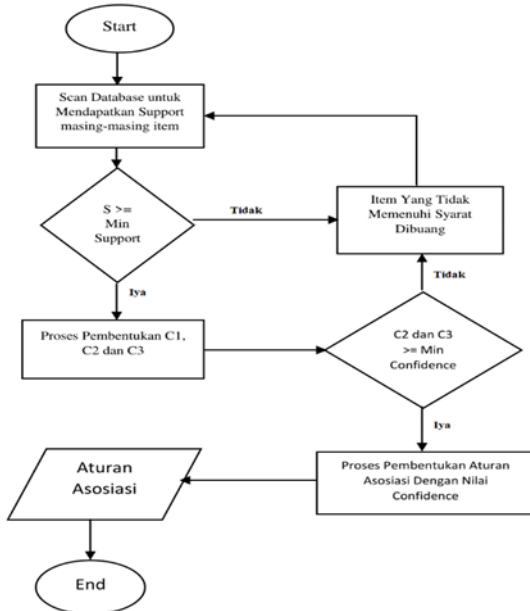 Start
Scan Database untuk
Mendapatkan Support
masing-masing item
S >=
Min
Support
Tidak
Item Yang Tidak
Memenuhi Syarat
Dibuang
Iya
Tidak
Proses Pembentukan C1,
C2 dan C3
C2 dan C3
>= Min
Confidence
Iya
Proses Pembentukan Aturan
Asosiasi Dengan Nilai
Confidence
Aturan
Asosiasi
End